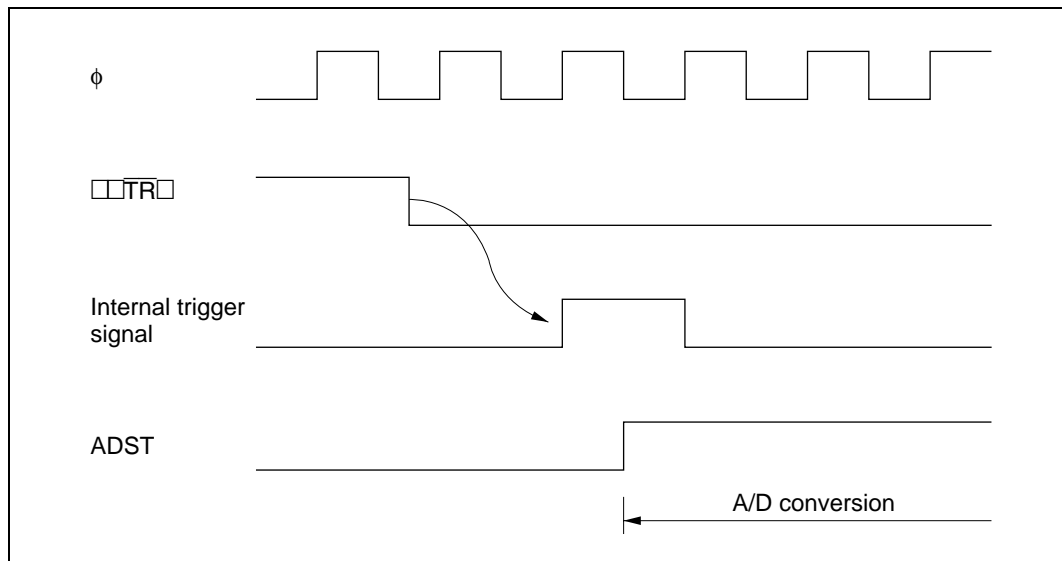 ϕ
□□TR□
Internal trigger
signal
ADST
A/D conversion